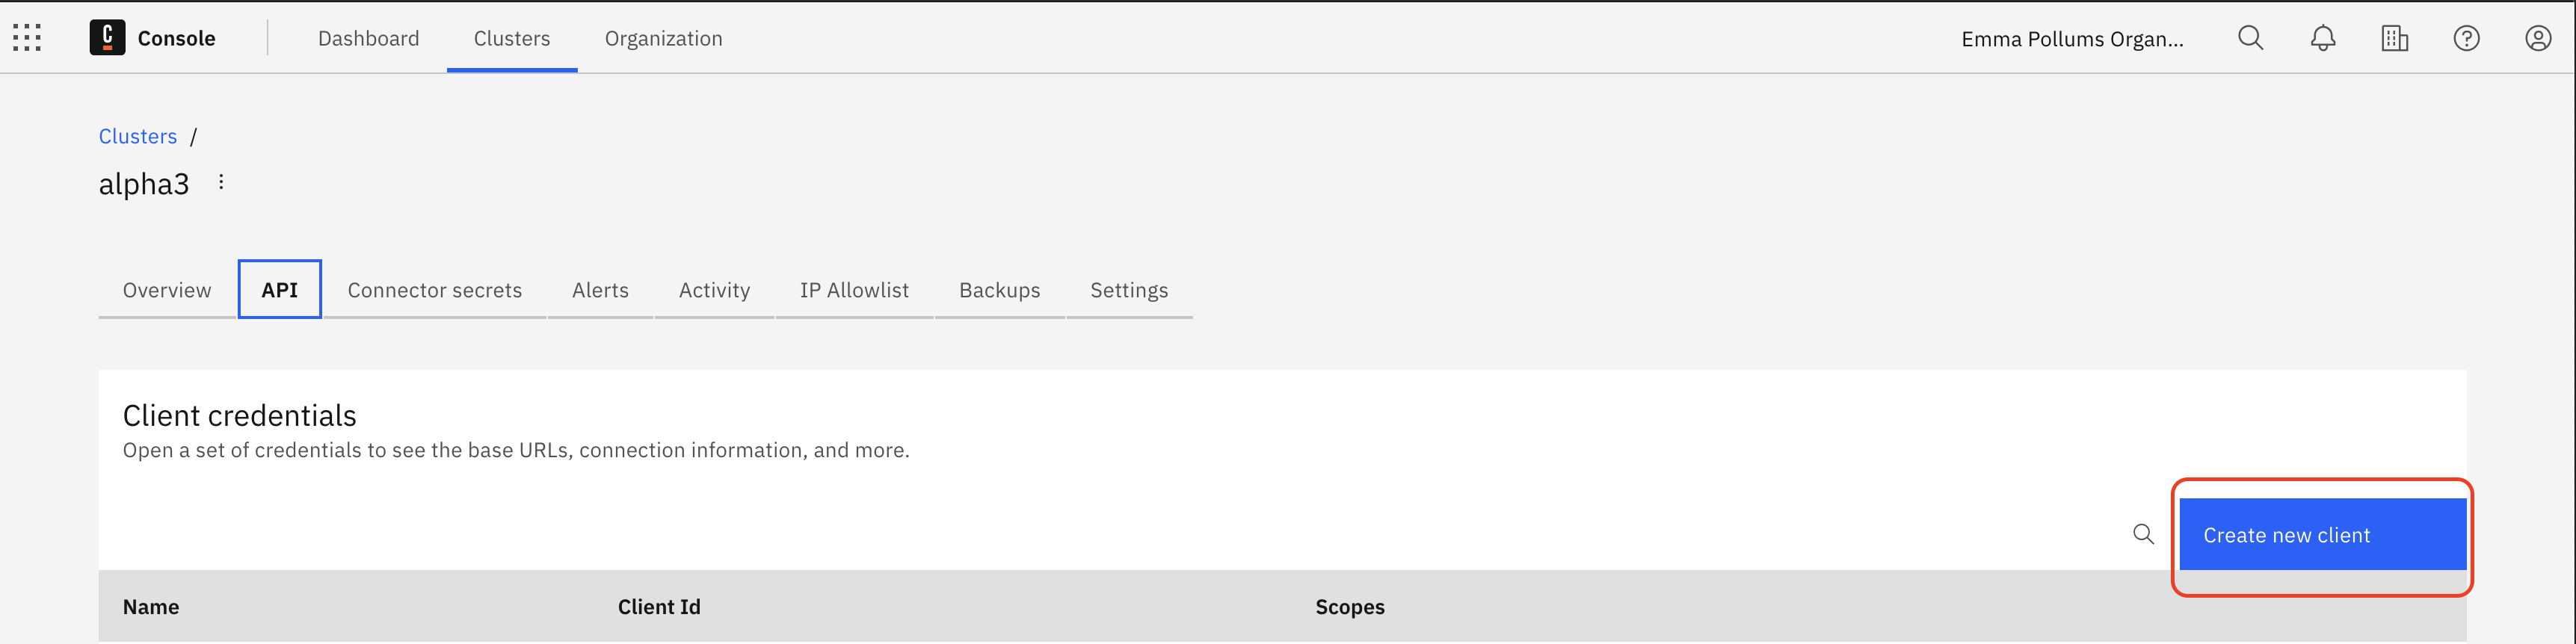 C Console Dashboard Clusters Organization Emma Pollums Organ...
Clusters /
alpha3
Overview API Connector secrets Alerts Activity IP Allowlist Backups Settings
Client credentials
Open a set of credentials to see the base URLs, connection information, and more.
Create new client
Name Client Id Scopes